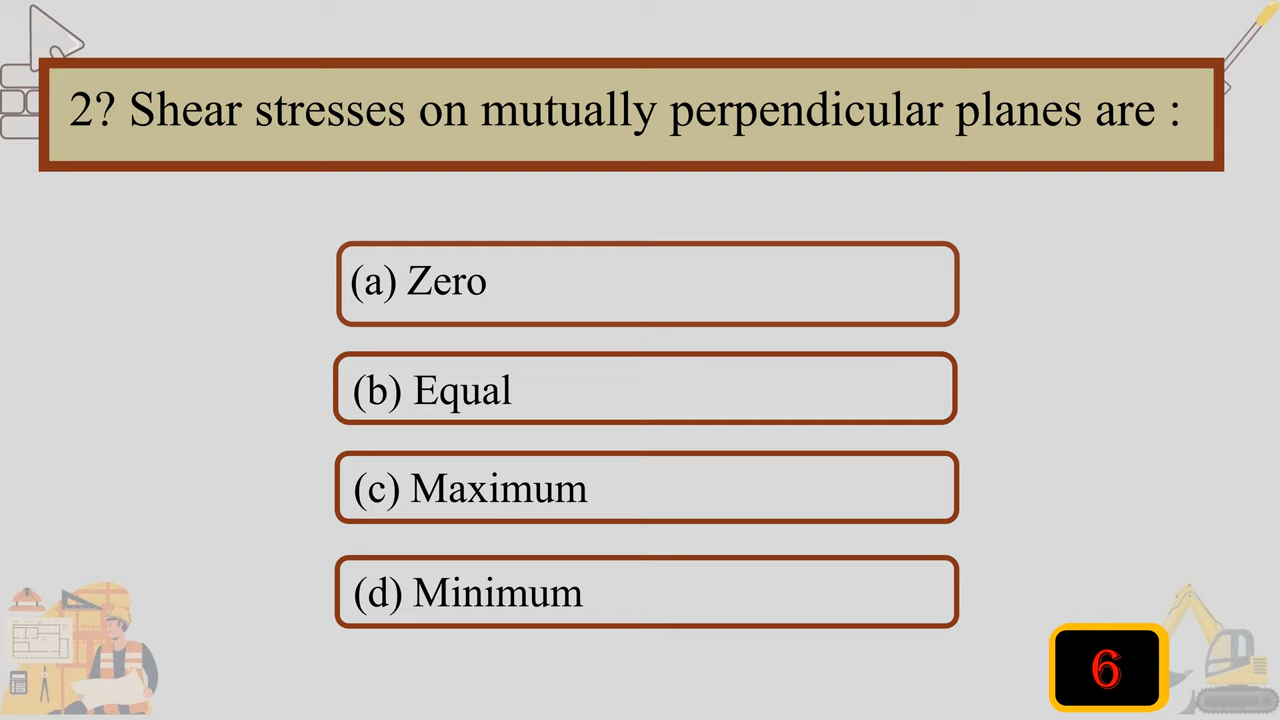 2? Shear stresses on mutually perpendicular planes are :
(a) Zero
(b) Equal
(c) Maximum
(d) Minimum
6